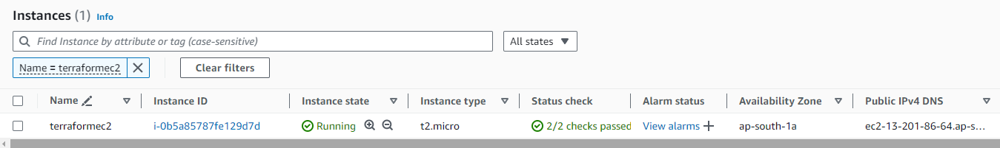 Instances (1) Info
Find Instance by attribute or tag (case-sensitive)
All states
Name = terraformec2
Clear filters
Name Instance ID Instance state Instance type Status check Alarm status Availability Zone Public IPv4 DNS
terraformec2 i-0b5a85787fe129d7d Running t2.micro 2/2 checks passed View alarms ap-south-1a ec2-13-201-86-64.ap-s...